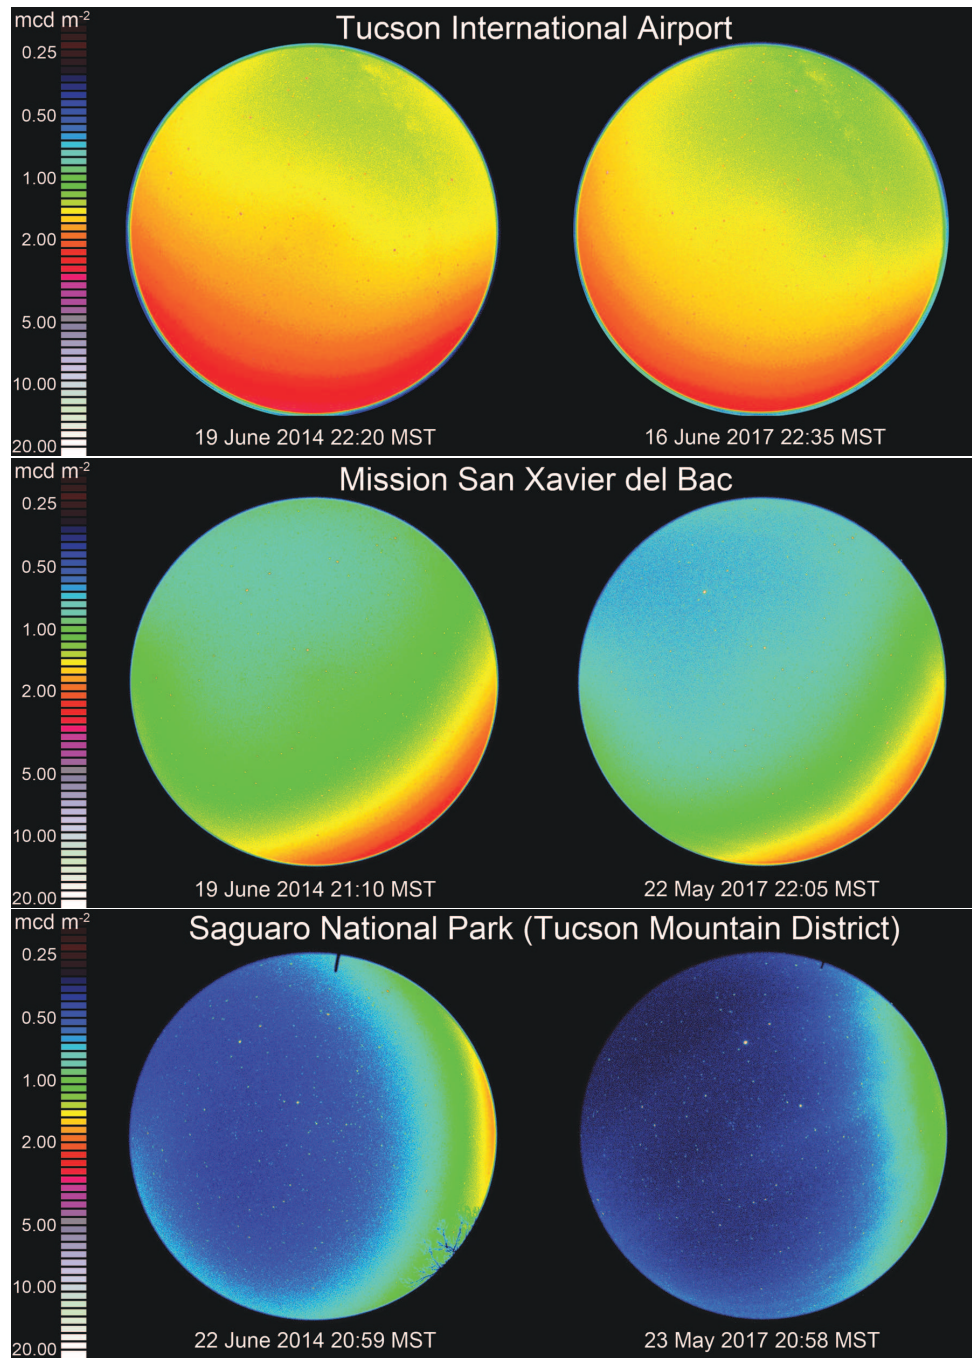 mcd m-2
Tucson International Airport
0.25
0.50
1.00
2.00
5.00
10.00
20.00
19 June 2014 22:20 MST
16 June 2017 22:35 MST
mcd m-2
Mission San Xavier del Bac
0.25
0.50
1.00
2.00
5.00
10.00
20.00
19 June 2014 21:10 MST
22 May 2017 22:05 MST
mcd m-2
Saguaro National Park (Tucson Mountain District)
0.25
0.50
1.00
2.00
5.00
10.00
20.00
22 June 2014 20:59 MST
23 May 2017 20:58 MST